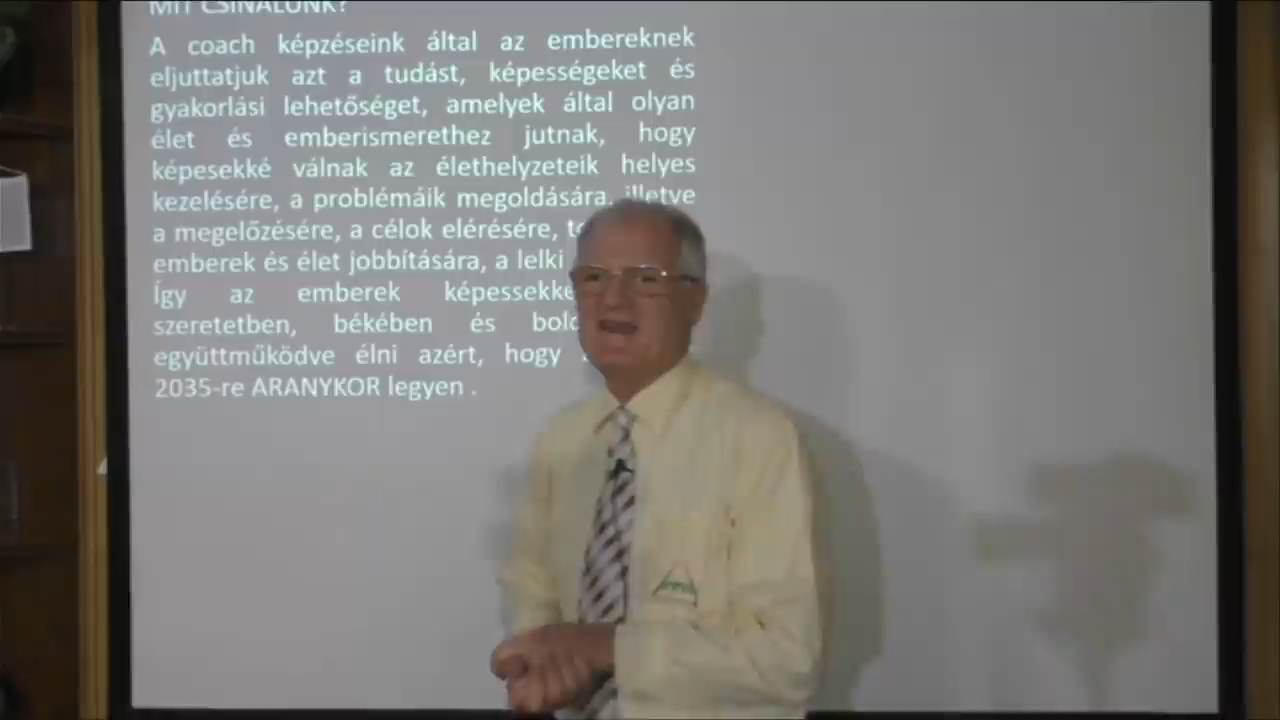 MIT CSINÁLUNK?
A coach képzéseink által az embereknek
eljuttatjuk azt a tudást, képességeket és
gyakorlási lehetőséget, amelyek által olyan
élet és emberismerethez jutnak, hogy
képesekké válnak az élethelyzeteik helyes
kezelésére, a problémáik megoldására, illetve
a megelőzésére, a célok elérésére,
emberek és élet jobbítására, a lelki
Így az emberek
szeretetben, békében és
együttműködve élni azért, hogy
2035-re ARANYKOR legyen .